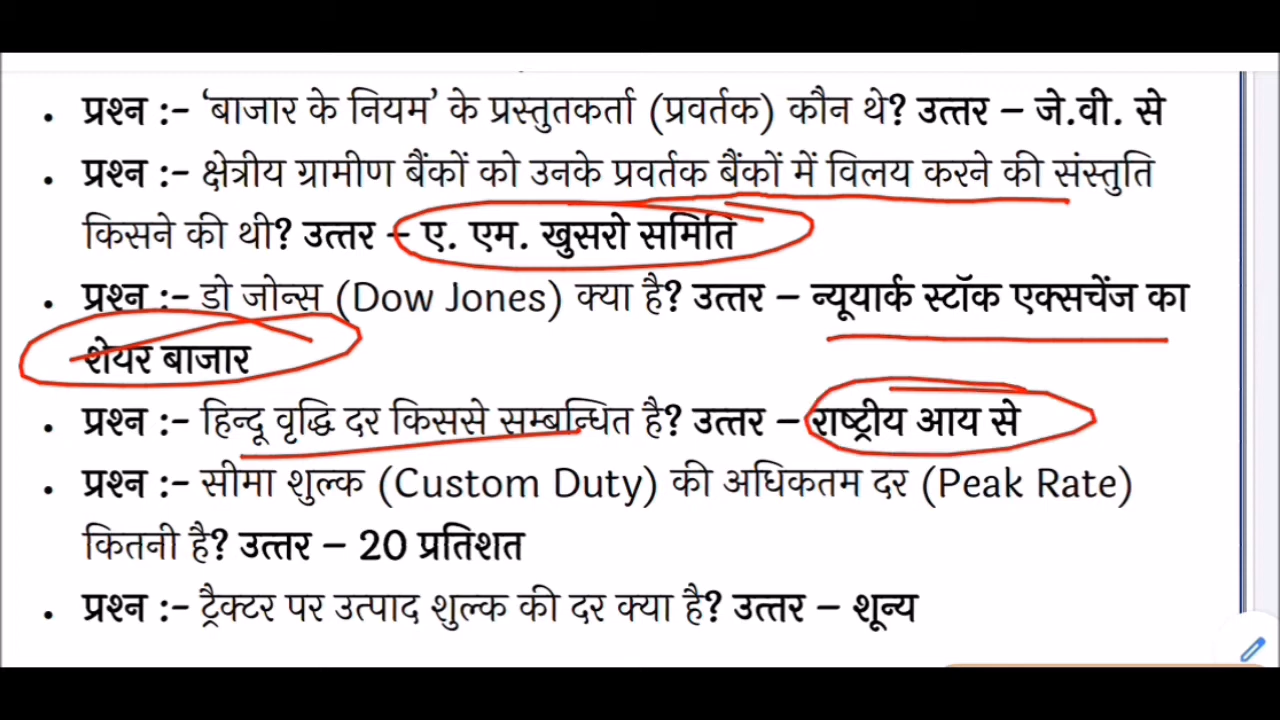 • प्रश्न :- ‘बाजार के नियम’ के प्रस्तुतकर्ता (प्रवर्तक) कौन थे? उत्तर – जे.वी. से
• प्रश्न :- क्षेत्रीय ग्रामीण बैंकों को उनके प्रवर्तक बैंकों में विलय करने की संस्तुति
किसने की थी? उत्तर – ए. एम. खुसरो समिति
• प्रश्न :- डो जोन्स (Dow Jones) क्या है? उत्तर – न्यूयार्क स्टॉक एक्सचेंज का
शेयर बाजार
• प्रश्न :- हिन्दू वृद्धि दर किससे सम्बन्धित है? उत्तर – राष्ट्रीय आय से
• प्रश्न :- सीमा शुल्क (Custom Duty) की अधिकतम दर (Peak Rate)
कितनी है? उत्तर – 20 प्रतिशत
• प्रश्न :- ट्रैक्टर पर उत्पाद शुल्क की दर क्या है? उत्तर – शून्य